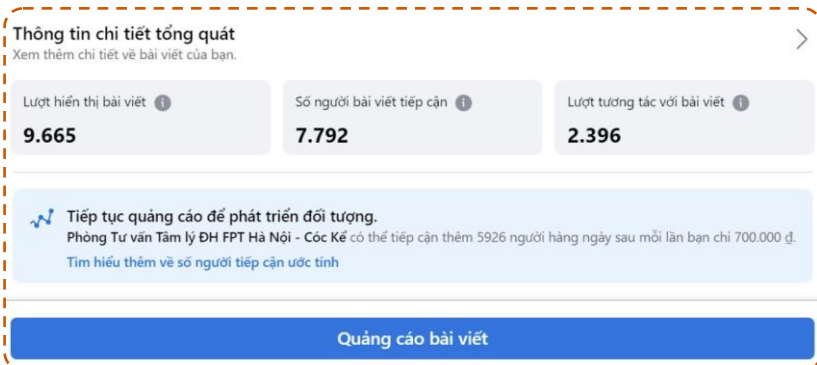 Thông tin chi tiết tổng quát
Xem thêm chi tiết về bài viết của bạn.
Lượt hiển thị bài viết
Số người bài viết tiếp cận
Lượt tương tác với bài viết
9.665
7.792
2.396
Tiếp tục quảng cáo để phát triển đối tượng.
Phòng Tư vấn Tâm lý ĐH FPT Hà Nội - Cóc Kể có thể tiếp cận thêm 5926 người hàng ngày sau mỗi lần bạn chi 700.000 ₫.
Tìm hiểu thêm về số người tiếp cận ước tính
Quảng cáo bài viết